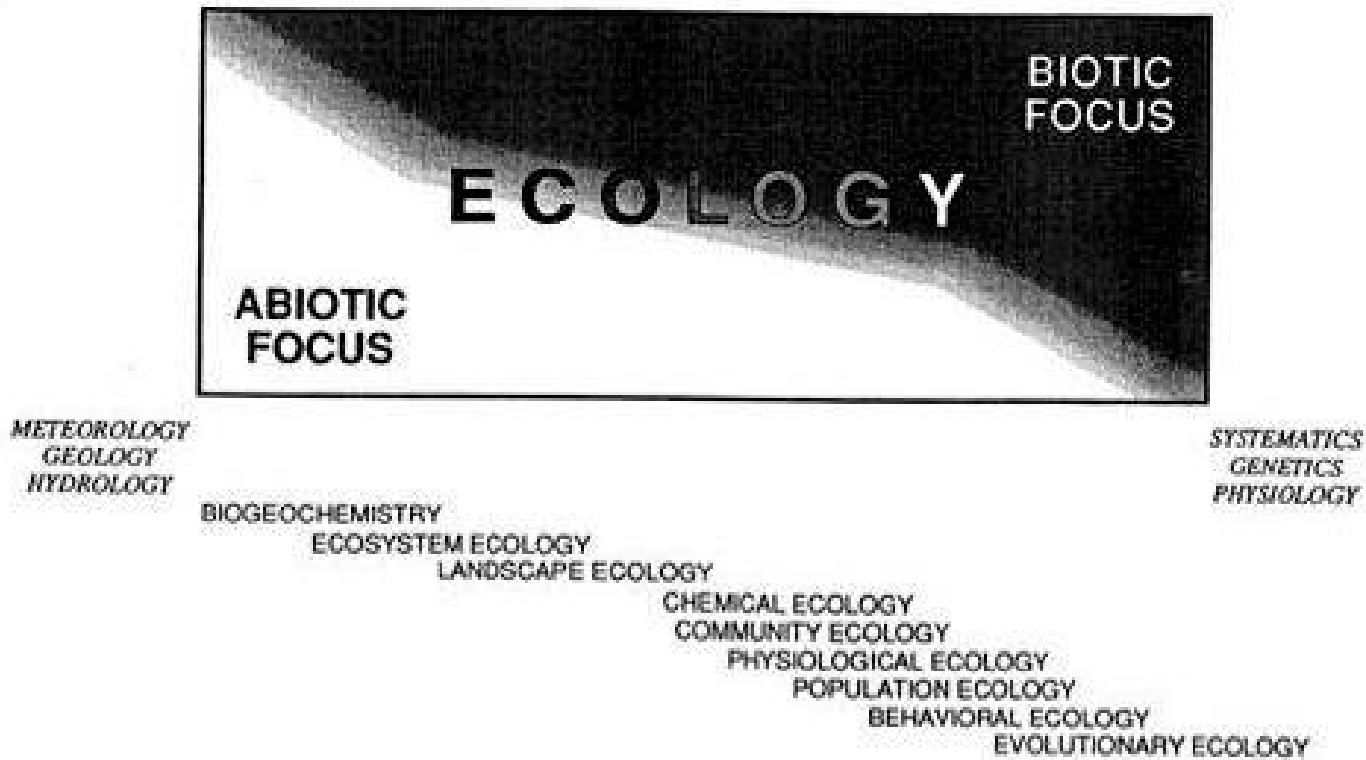 BIOTIC
FOCUS
ECOLOGY
ABIOTIC
FOCUS
METEOROLOGY
GEOLOGY
HYDROLOGY
SYSTEMATICS
GENETICS
PHYSIOLOGY
BIOGEOCHEMISTRY
ECOSYSTEM ECOLOGY
LANDSCAPE ECOLOGY
CHEMICAL ECOLOGY
COMMUNITY ECOLOGY
PHYSIOLOGICAL ECOLOGY
POPULATION ECOLOGY
BEHAVIORAL ECOLOGY
EVOLUTIONARY ECOLOGY